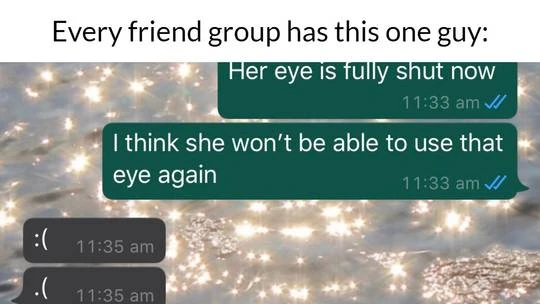 Every friend group has this one guy:
Her eye is fully shut now
11:33 am
I think she won't be able to use that
eye again
11:33 am
:(
11:35 am
.(
11:35 am